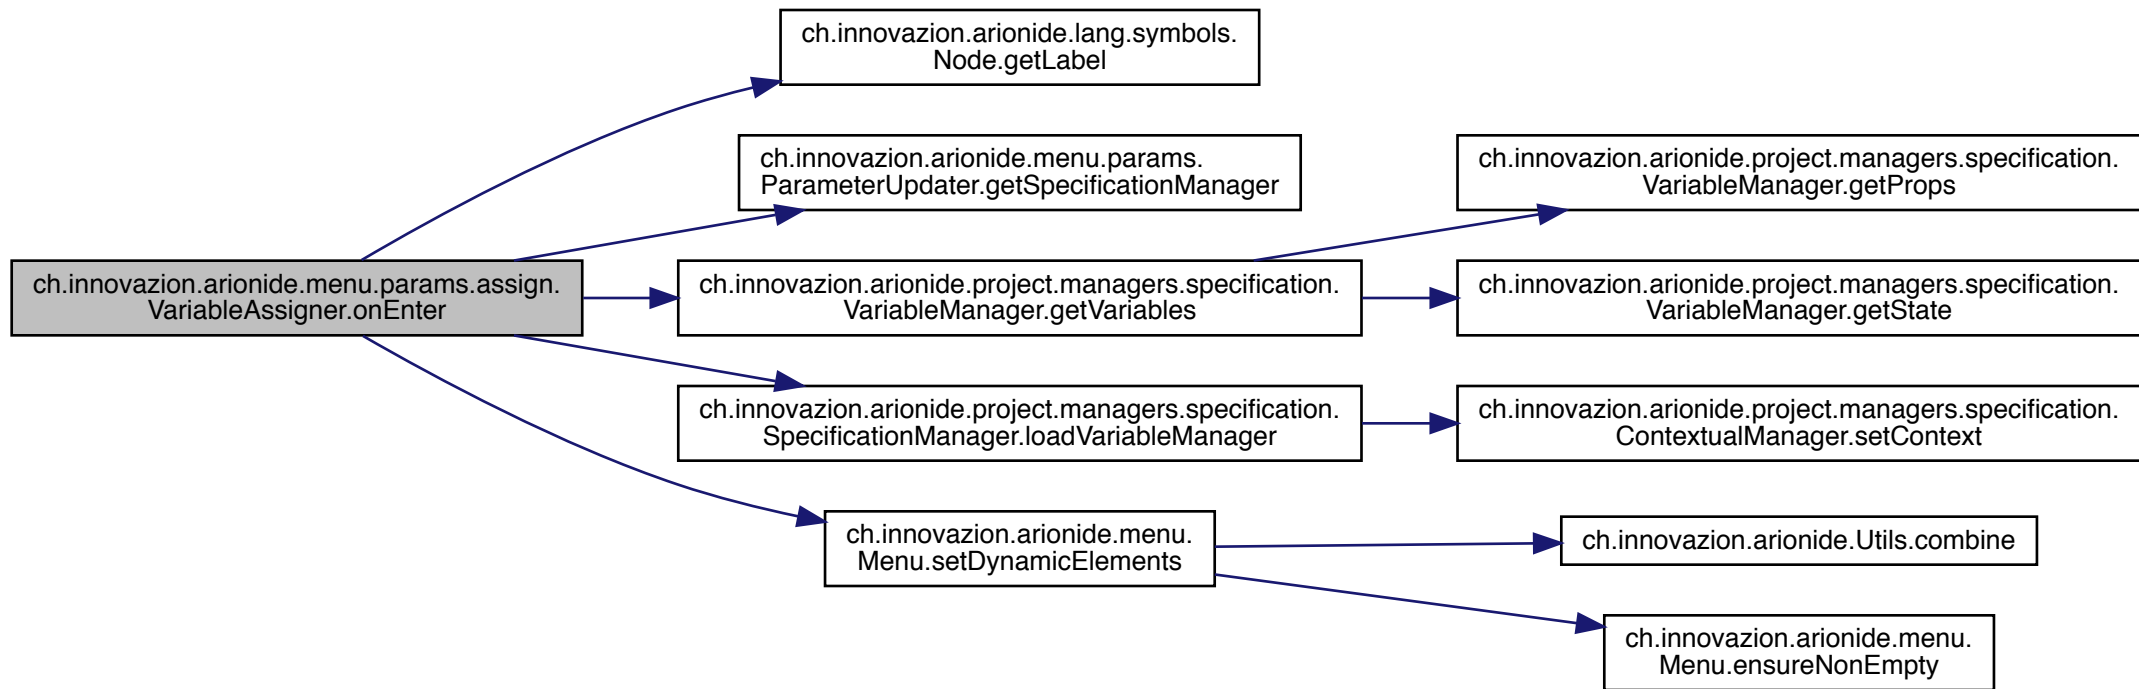 ch.innovazion.arionide.lang.symbols.
Node.getLabel
ch.innovazion.arionide.menu.params.
ParameterUpdater.getSpecificationManager
ch.innovazion.arionide.project.managers.specification.
VariableManager.getProps
ch.innovazion.arionide.menu.params.assign.
VariableAssigner.onEnter
ch.innovazion.arionide.project.managers.specification.
VariableManager.getVariables
ch.innovazion.arionide.project.managers.specification.
VariableManager.getState
ch.innovazion.arionide.project.managers.specification.
SpecificationManager.loadVariableManager
ch.innovazion.arionide.project.managers.specification.
ContextualManager.setContext
ch.innovazion.arionide.menu.
Menu.setDynamicElements
ch.innovazion.arionide.Utils.combine
ch.innovazion.arionide.menu.
Menu.ensureNonEmpty